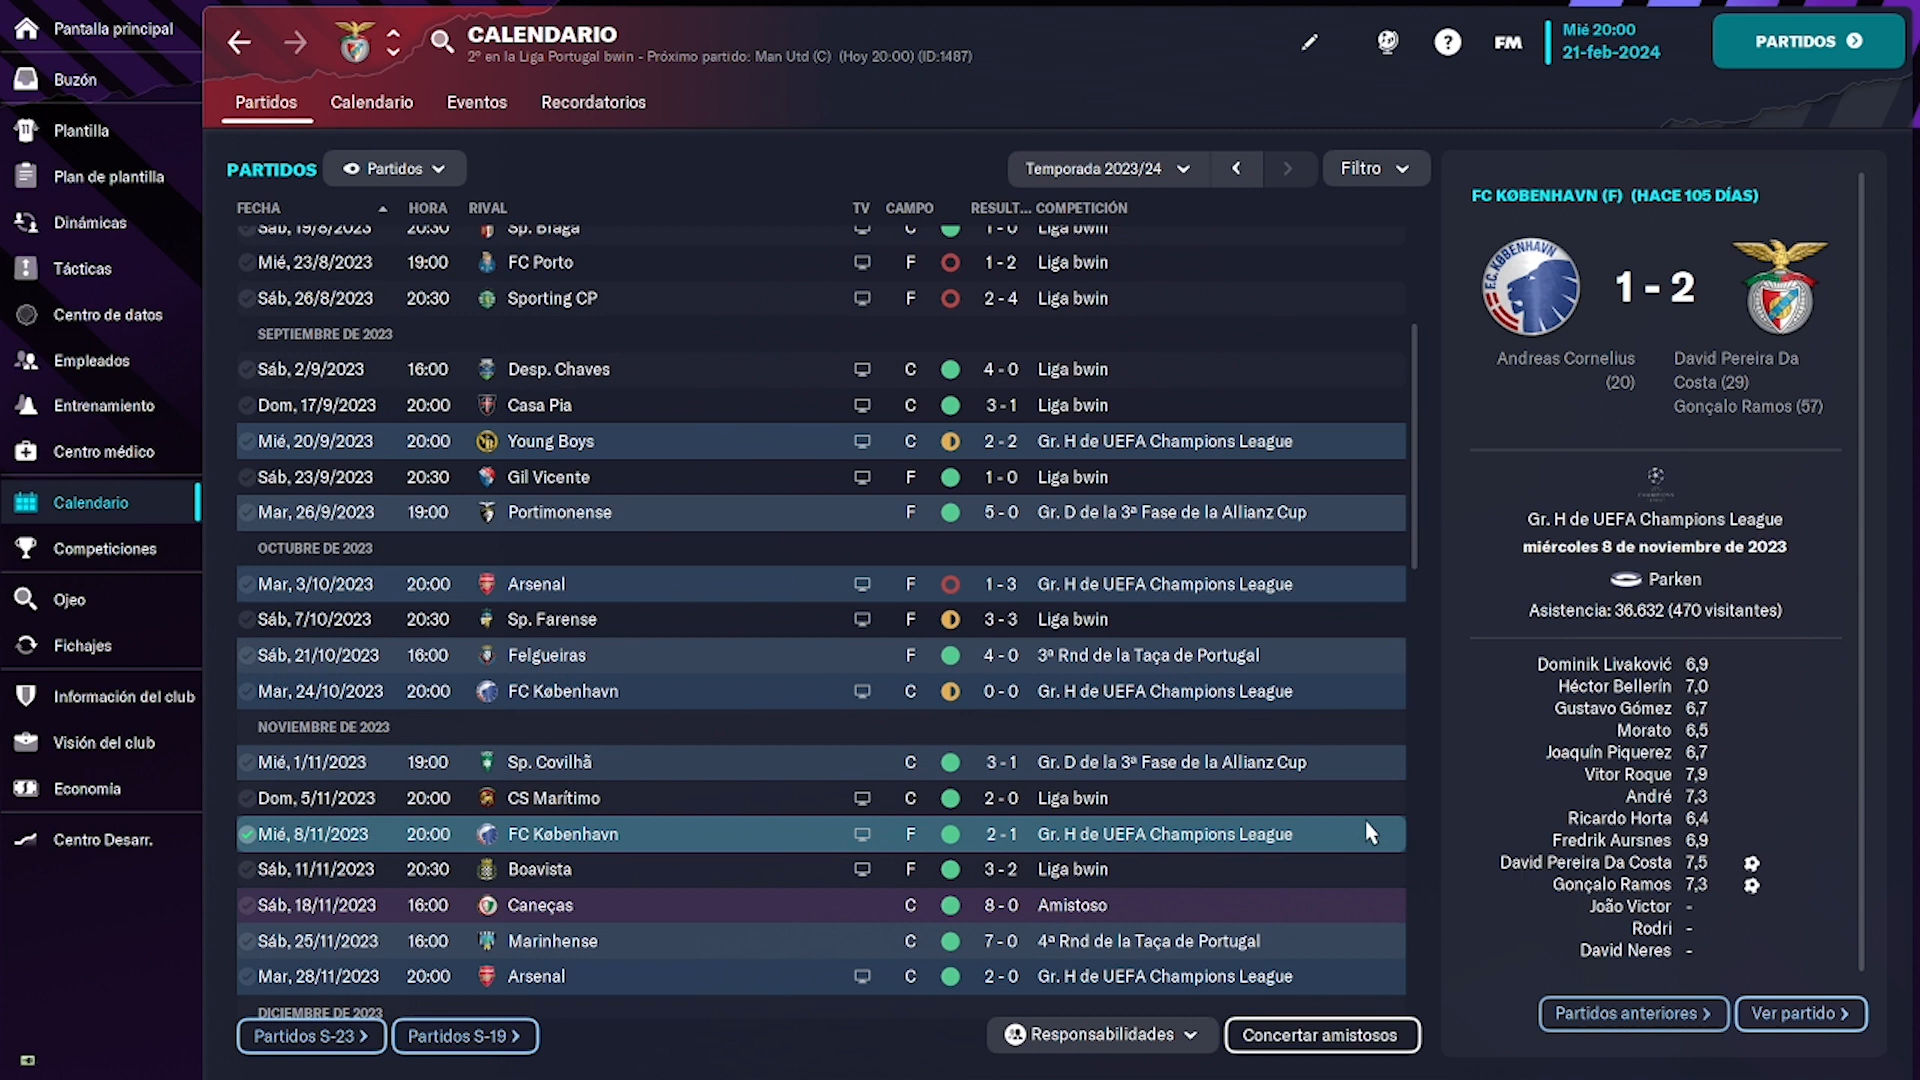 Pantalla principal
Buzón
Plantilla
Plan de plantilla
Dinámicas
Tácticas
Centro de datos
Empleados
Entrenamiento
Centro médico
Calendario
Competiciones
Ojeo
Fichajes
Información del club
Visión del club
Economía
Centro Desarr.
CALENDARIO
2º en la Liga Portugal bwin - Próximo partido: Man Utd (C) (Hoy 20:00) (ID:1487)
FM
Mié 20:00
21-feb-2024
PARTIDOS
Partidos Calendario Eventos Recordatorios
PARTIDOS Partidos Temporada 2023/24 Filtro
FECHA HORA RIVAL TV CAMPO RESULT... COMPETICIÓN
Sáb, 19/8/2023 20:30 Sp. Braga C 1 - 0 Liga bwin
Mié, 23/8/2023 19:00 FC Porto F 1 - 2 Liga bwin
Sáb, 26/8/2023 20:30 Sporting CP F 2 - 4 Liga bwin
SEPTIEMBRE DE 2023
Sáb, 2/9/2023 16:00 Desp. Chaves C 4 - 0 Liga bwin
Dom, 17/9/2023 20:00 Casa Pia C 3 - 1 Liga bwin
Mié, 20/9/2023 20:00 Young Boys C 2 - 2 Gr. H de UEFA Champions League
Sáb, 23/9/2023 20:30 Gil Vicente F 1 - 0 Liga bwin
Mar, 26/9/2023 19:00 Portimonense F 5 - 0 Gr. D de la 3ª Fase de la Allianz Cup
OCTUBRE DE 2023
Mar, 3/10/2023 20:00 Arsenal F 1 - 3 Gr. H de UEFA Champions League
Sáb, 7/10/2023 20:30 Sp. Farense F 3 - 3 Liga bwin
Sáb, 21/10/2023 16:00 Felgueiras F 4 - 0 3ª Rnd de la Taça de Portugal
Mar, 24/10/2023 20:00 FC København C 0 - 0 Gr. H de UEFA Champions League
NOVIEMBRE DE 2023
Mié, 1/11/2023 19:00 Sp. Covilhã C 3 - 1 Gr. D de la 3ª Fase de la Allianz Cup
Dom, 5/11/2023 20:00 CS Marítimo C 2 - 0 Liga bwin
Mié, 8/11/2023 20:00 FC København F 2 - 1 Gr. H de UEFA Champions League
Sáb, 11/11/2023 20:30 Boavista F 3 - 2 Liga bwin
Sáb, 18/11/2023 16:00 Caneças C 8 - 0 Amistoso
Sáb, 25/11/2023 16:00 Marinhense C 7 - 0 4ª Rnd de la Taça de Portugal
Mar, 28/11/2023 20:00 Arsenal C 2 - 0 Gr. H de UEFA Champions League
DICIEMBRE DE 2023
Partidos S-23 Partidos S-19 Responsabilidades Concertar amistosos
FC KØBENHAVN (F) (HACE 105 DÍAS)
F.C. KØBENHAVN
1 - 2
Andreas Cornelius
(20)
David Pereira Da
Costa (29)
Gonçalo Ramos (57)
Gr. H de UEFA Champions League
miércoles 8 de noviembre de 2023
Parken
Asistencia: 36.632 (470 visitantes)
Dominik Livaković 6,9
Héctor Bellerín 7,0
Gustavo Gómez 6,7
Morato 6,5
Joaquín Piquerez 6,7
Vitor Roque 7,9
André 7,3
Ricardo Horta 6,4
Fredrik Aursnes 6,9
David Pereira Da Costa 7,5
Gonçalo Ramos 7,3
João Victor -
Rodri -
David Neres -
Partidos anteriores Ver partido